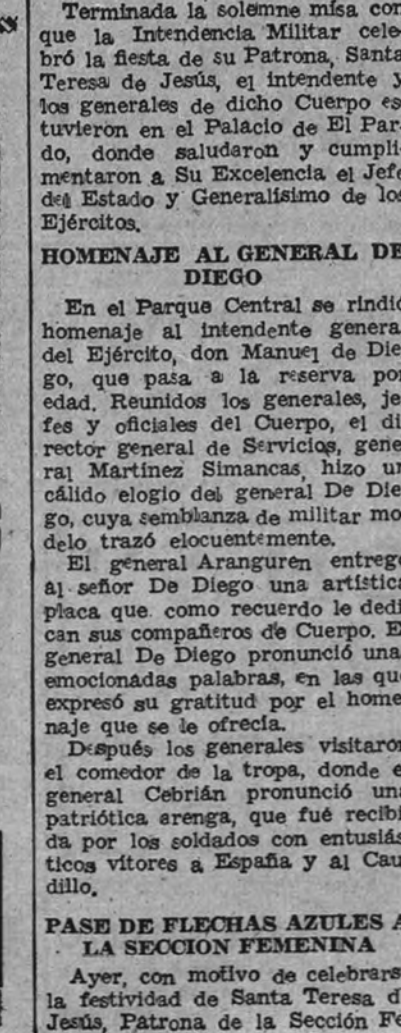 Terminada la solemne misa con
que la Intendencia Militar cele-
bró la fiesta de su Patrona, Santa
Teresa de Jesús, el intendente y
los generales de dicho Cuerpo es-
tuvieron en el Palacio de El Par-
do, donde saludaron y cumpli-
mentaron a Su Excelencia el Jefe
del Estado y Generalísimo de los
Ejércitos.
HOMENAJE AL GENERAL DE
DIEGO
En el Parque Central se rindió
homenaje al intendente general
del Ejército, don Manuel de Die-
go, que pasa a la reserva por
edad. Reunidos los generales, je-
fes y oficiales del Cuerpo, el di-
rector general de Servicios, gene-
ral Martínez Simancas, hizo un
cálido elogio del general De Die-
go, cuya semblanza de militar mo-
delo trazó elocuentemente.
El general Aranguren entregó
al señor De Diego una artística
placa que como recuerdo le dedi-
can sus compañeros de Cuerpo. El
general De Diego pronunció unas
emocionadas palabras, en las que
expresó su gratitud por el home-
naje que se le ofrecía.
Después los generales visitaron
el comedor de la tropa, donde el
general Cebrián pronunció una
patriótica arenga, que fué recibi-
da por los soldados con entusiás-
ticos vítores a España y al Cau-
dillo.
PASE DE FLECHAS AZULES A
LA SECCION FEMENINA
Ayer, con motivo de celebrarse
la festividad de Santa Teresa de
Jesús, Patrona de la Sección Fe-